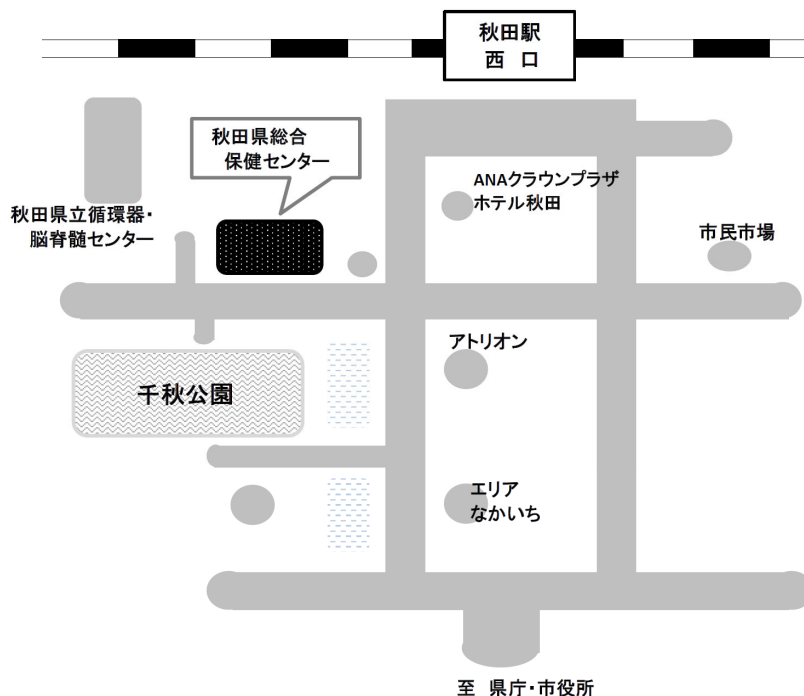 秋田駅
西 口
秋田県総合
保健センター
ANAクラウンプラザ
ホテル秋田
秋田県立循環器・
脳脊髄センター
市民市場
アトリオン
千秋公園
エリア
なかいち
至 県庁・市役所